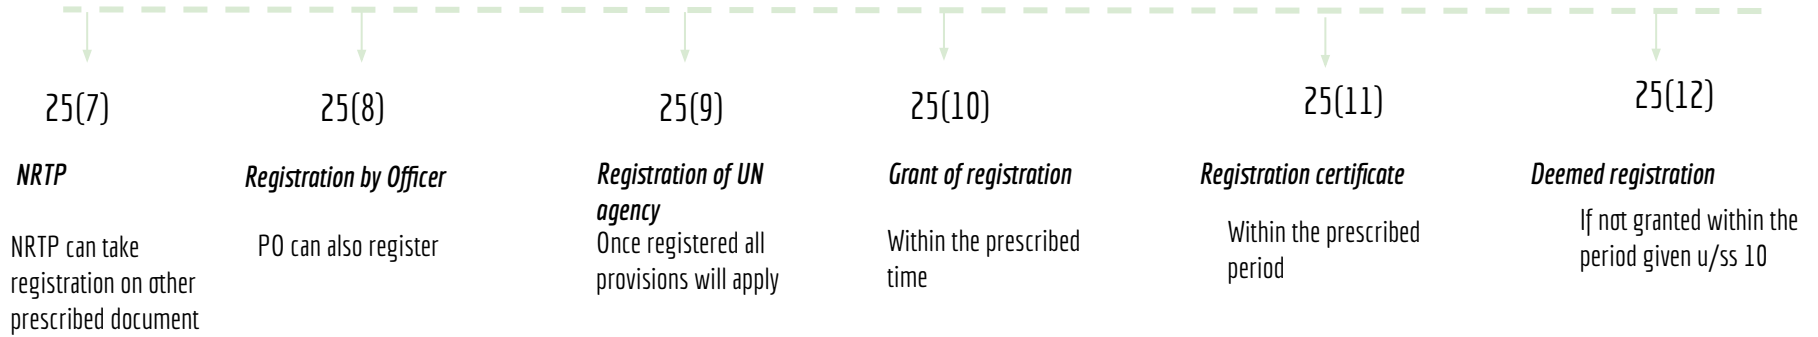 25(7)
NRTP
NRTP can take
registration on other
prescribed document
25(8)
Registration by Officer
PO can also register
25(9)
Registration of UN
agency
Once registered all
provisions will apply
25(10)
Grant of registration
Within the prescribed
time
25(11)
Registration certificate
Within the prescribed
period
25(12)
Deemed registration
If not granted within the
period given u/ss 10